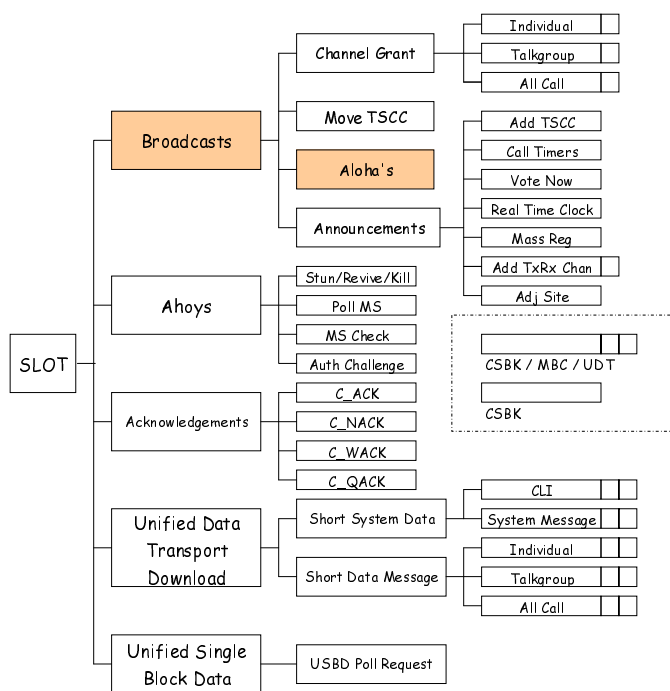 Individual
Channel Grant
Talkgroup
All Call
Move TSCC
Broadcasts
Aloha's
Add TSCC
Call Timers
Vote Now
Real Time Clock
Announcements
Mass Reg
Add TxRx Chan
Adj Site
Stun/Revive/Kill
Ahoys
Poll MS
MS Check
Auth Challenge
CSBK / MBC / UDT
CSBK
SLOT
C_ACK
Acknowledgements
C_NACK
C_WACK
C_QACK
CLI
Short System Data
System Message
Unified Data
Transport
Download
Individual
Short Data Message
Talkgroup
All Call
Unified Single
Block Data
USBD Poll Request